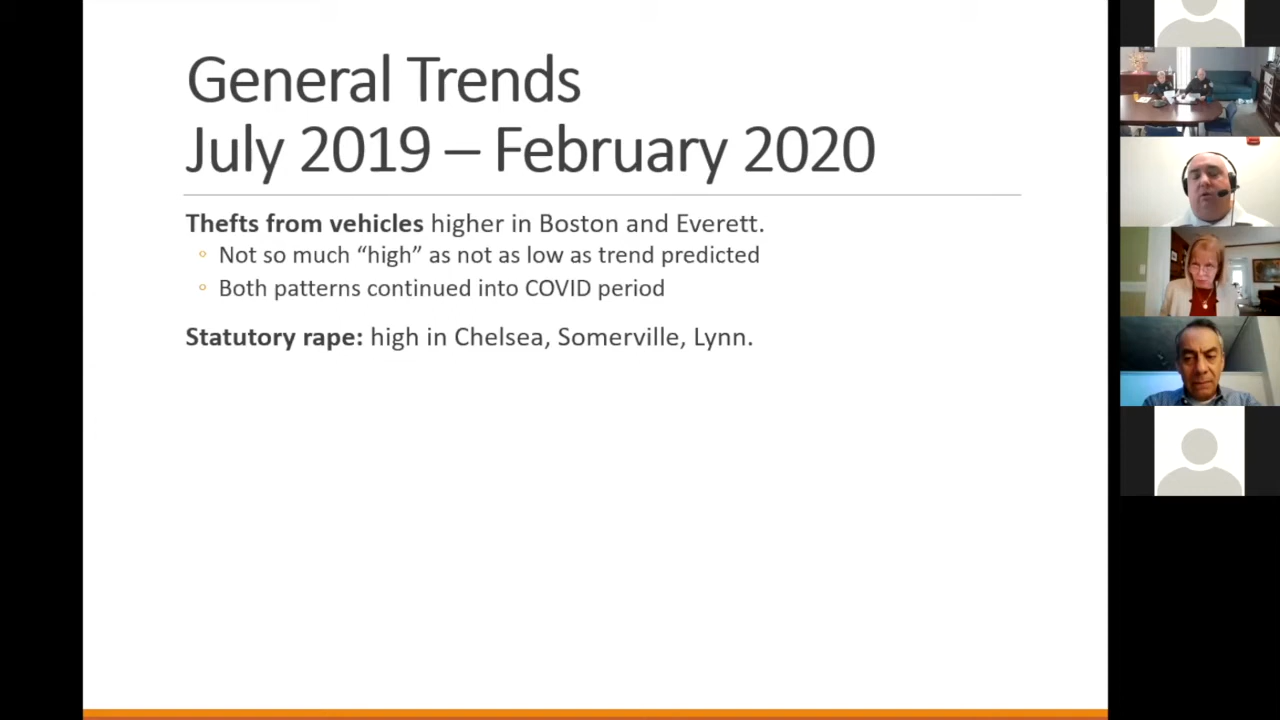 General Trends
July 2019 – February 2020
Thefts from vehicles higher in Boston and Everett.
Not so much “high” as not as low as trend predicted
Both patterns continued into COVID period
Statutory rape: high in Chelsea, Somerville, Lynn.